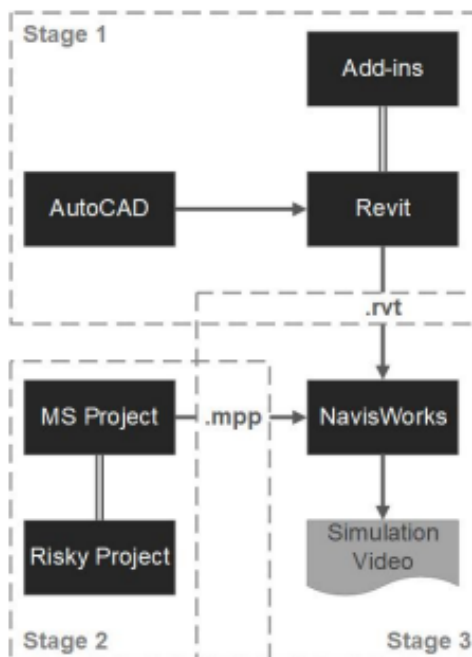 Stage 1
Add-ins
AutoCAD
Revit
.rvt
MS Project
.mpp
NavisWorks
Risky Project
Simulation
Video
Stage 2
Stage 3